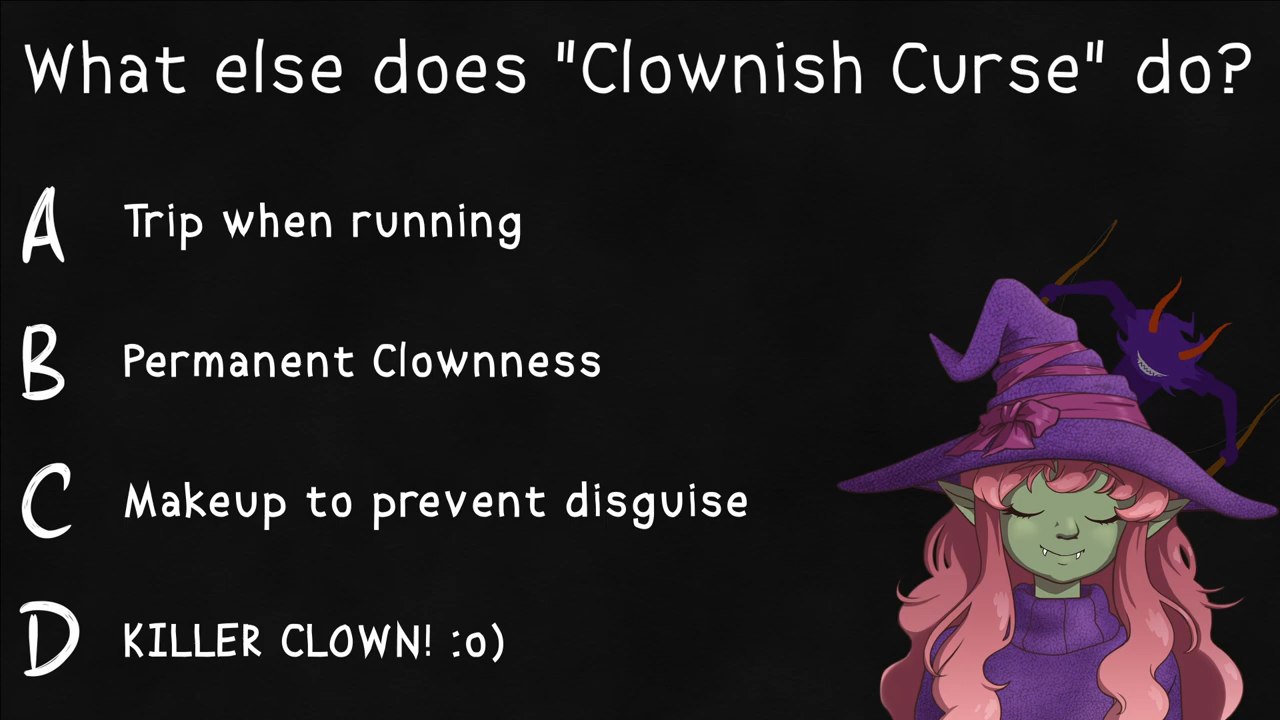 What else does "Clownish Curse" do?
A Trip when running
B Permanent Clownness
C Makeup to prevent disguise
D KILLER CLOWN! :o)